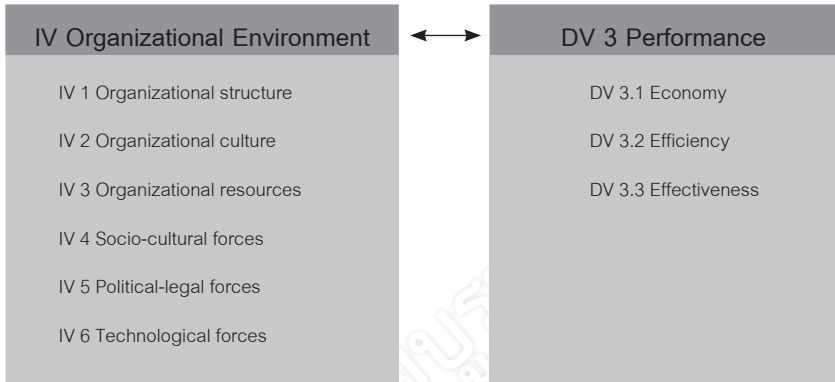 IV Organizational Environment
IV 1 Organizational structure
IV 2 Organizational culture
IV 3 Organizational resources
IV 4 Socio-cultural forces
IV 5 Political-legal forces
IV 6 Technological forces
DV 3 Performance
DV 3.1 Economy
DV 3.2 Efficiency
DV 3.3 Effectiveness